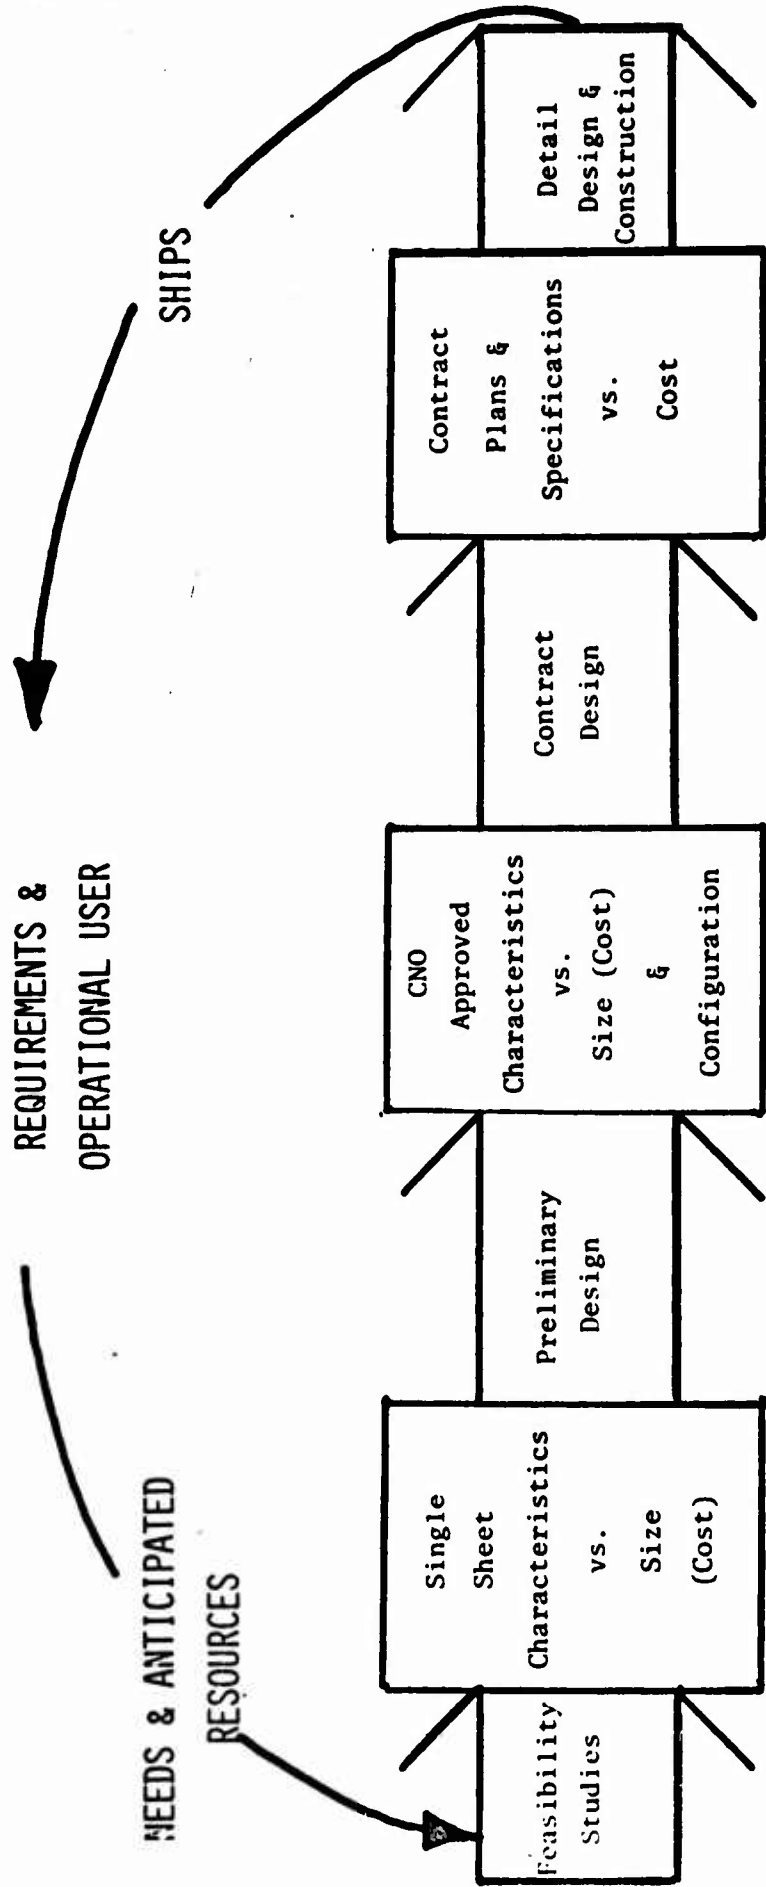 REQUIREMENTS &
OPERATIONAL USER
NEEDS & ANTICIPATED
RESOURCES
SHIPS
Feasibility
Studies
Single
Sheet
Characteristics
vs.
Size
(Cost)
Preliminary
Design
CNO
Approved
Characteristics
vs.
Size (Cost)
&
Configuration
Contract
Design
Contract
Plans &
Specifications
vs.
Cost
Detail
Design &
Construction